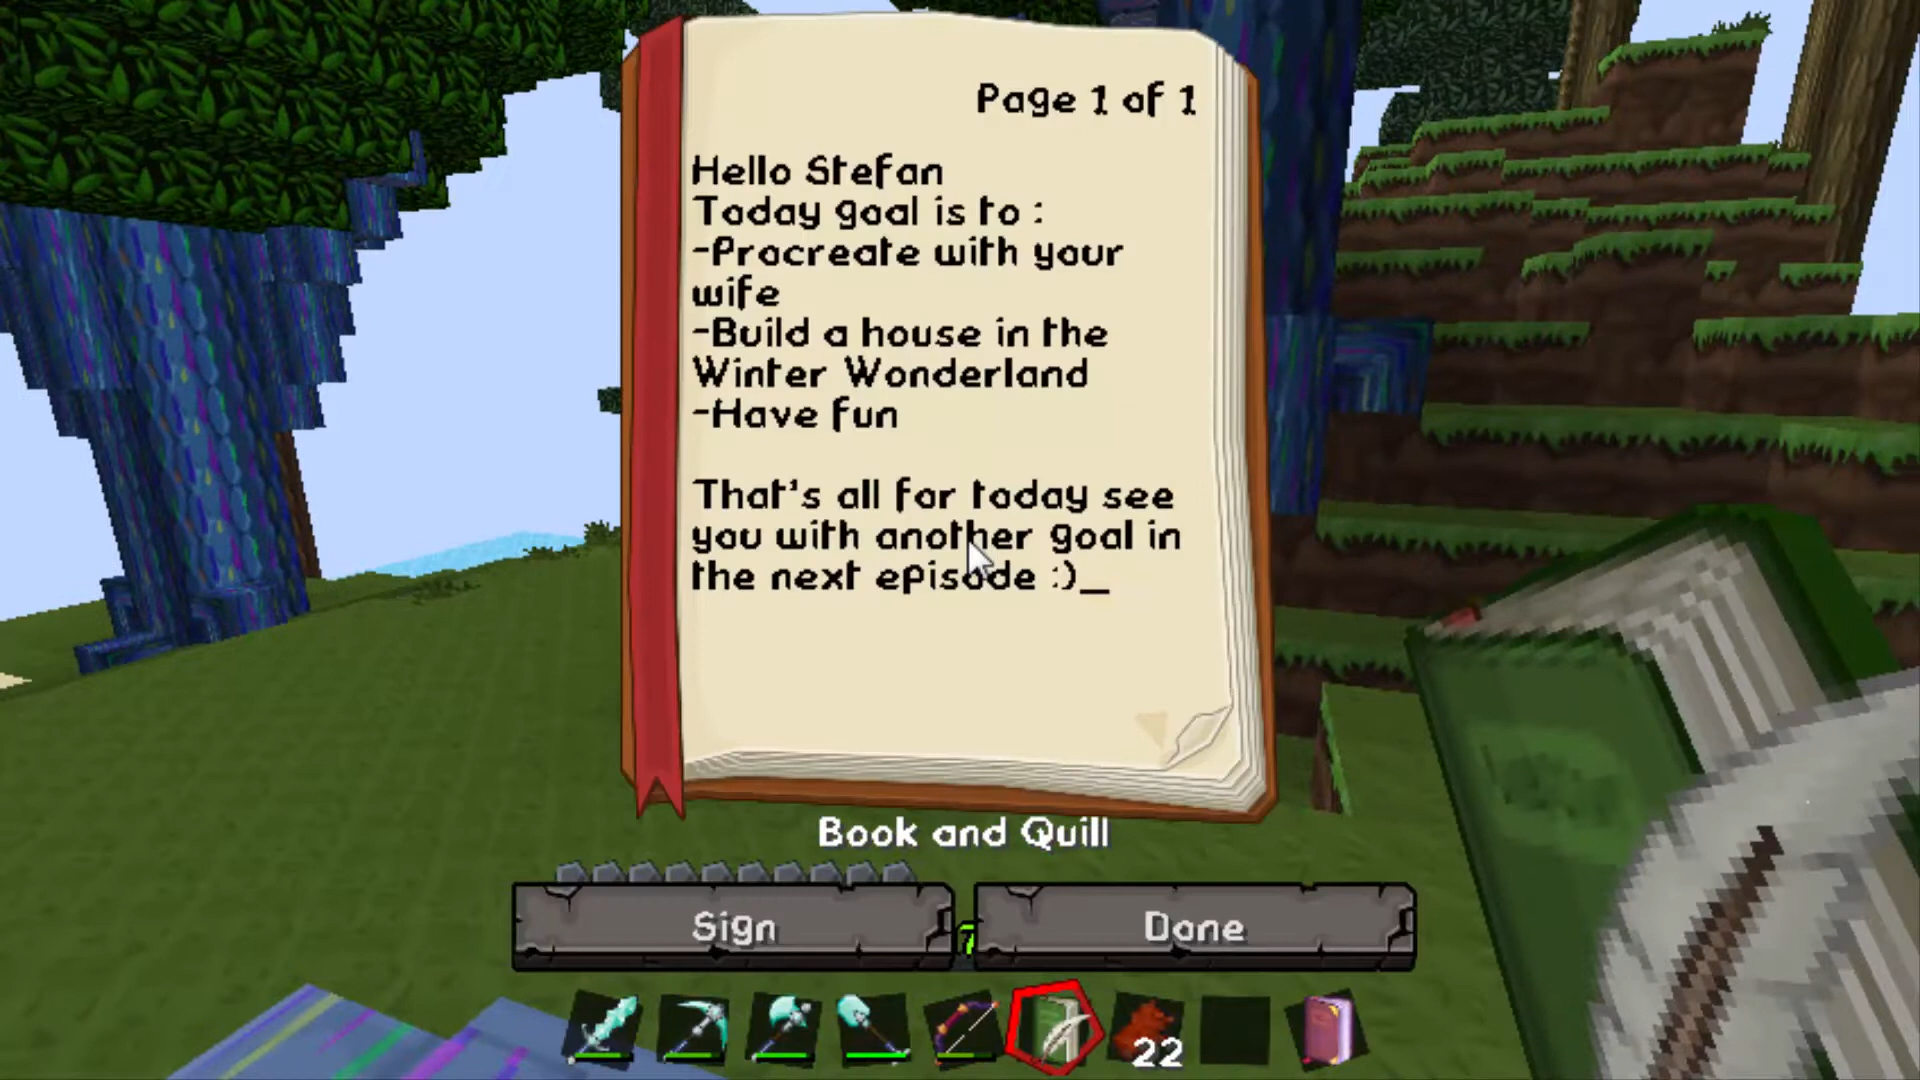 Page 1 of 1
Hello Stefan
Today goal is to :
-Procreate with your
wife
-Build a house in the
Winter Wonderland
-Have fun
That's all for today see
you with another goal in
the next episode :)_
Book and Quill
Sign
7
Done
22